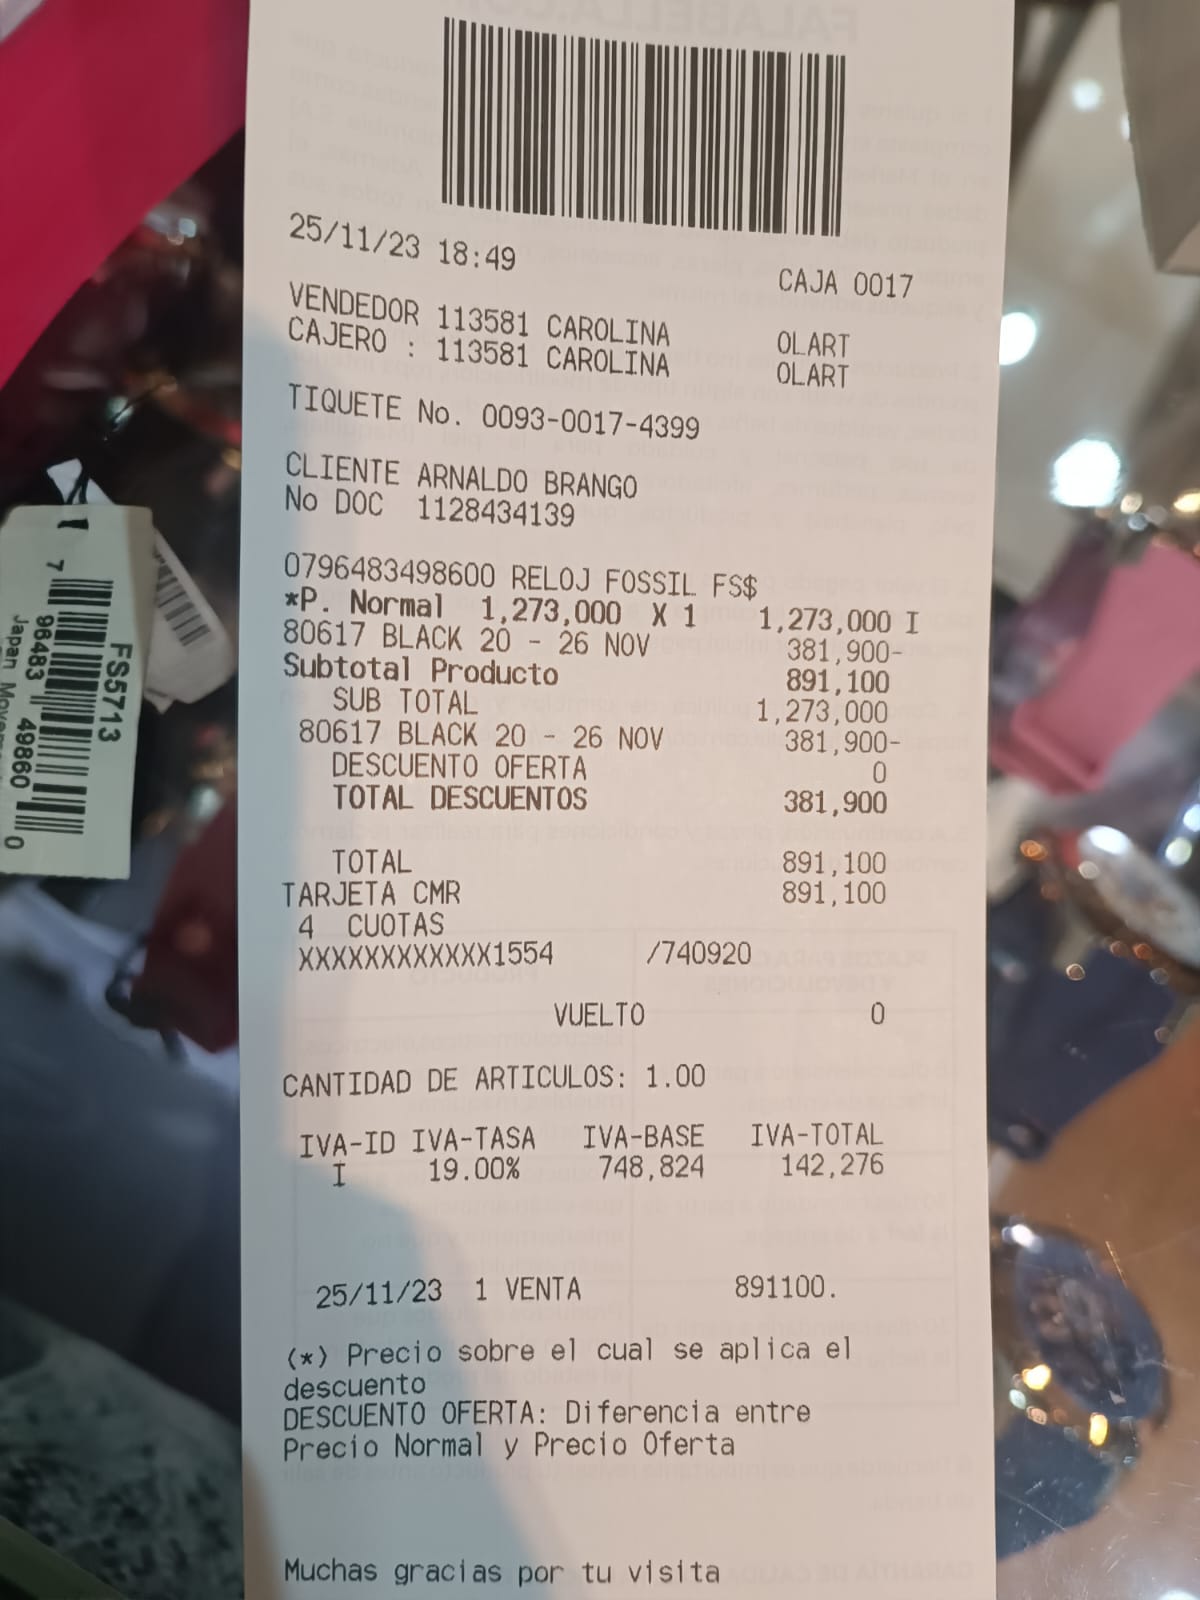 25/11/23 18:49 CAJA 0017
VENDEDOR 113581 CAROLINA OLART
CAJERO : 113581 CAROLINA OLART
TIQUETE No. 0093-0017-4399
CLIENTE ARNALDO BRANGO
No DOC 1128434139
0796483498600 RELOJ FOSSIL FS$
*P. Normal 1,273,000 X 1 1,273,000 I
80617 BLACK 20 - 26 NOV 381,900-
Subtotal Producto 891,100
SUB TOTAL 1,273,000
80617 BLACK 20 - 26 NOV 381,900-
DESCUENTO OFERTA 0
TOTAL DESCUENTOS 381,900
TOTAL 891,100
TARJETA CMR 891,100
4 CUOTAS
XXXXXXXXXXXX1554 /740920
VUELTO 0
CANTIDAD DE ARTICULOS: 1.00
IVA-ID IVA-TASA IVA-BASE IVA-TOTAL
I 19.00% 748,824 142,276
25/11/23 1 VENTA 891100.
(*) Precio sobre el cual se aplica el
descuento
DESCUENTO OFERTA: Diferencia entre
Precio Normal y Precio Oferta
Muchas gracias por tu visita
FS5713
7 96483 49860 0
Japan